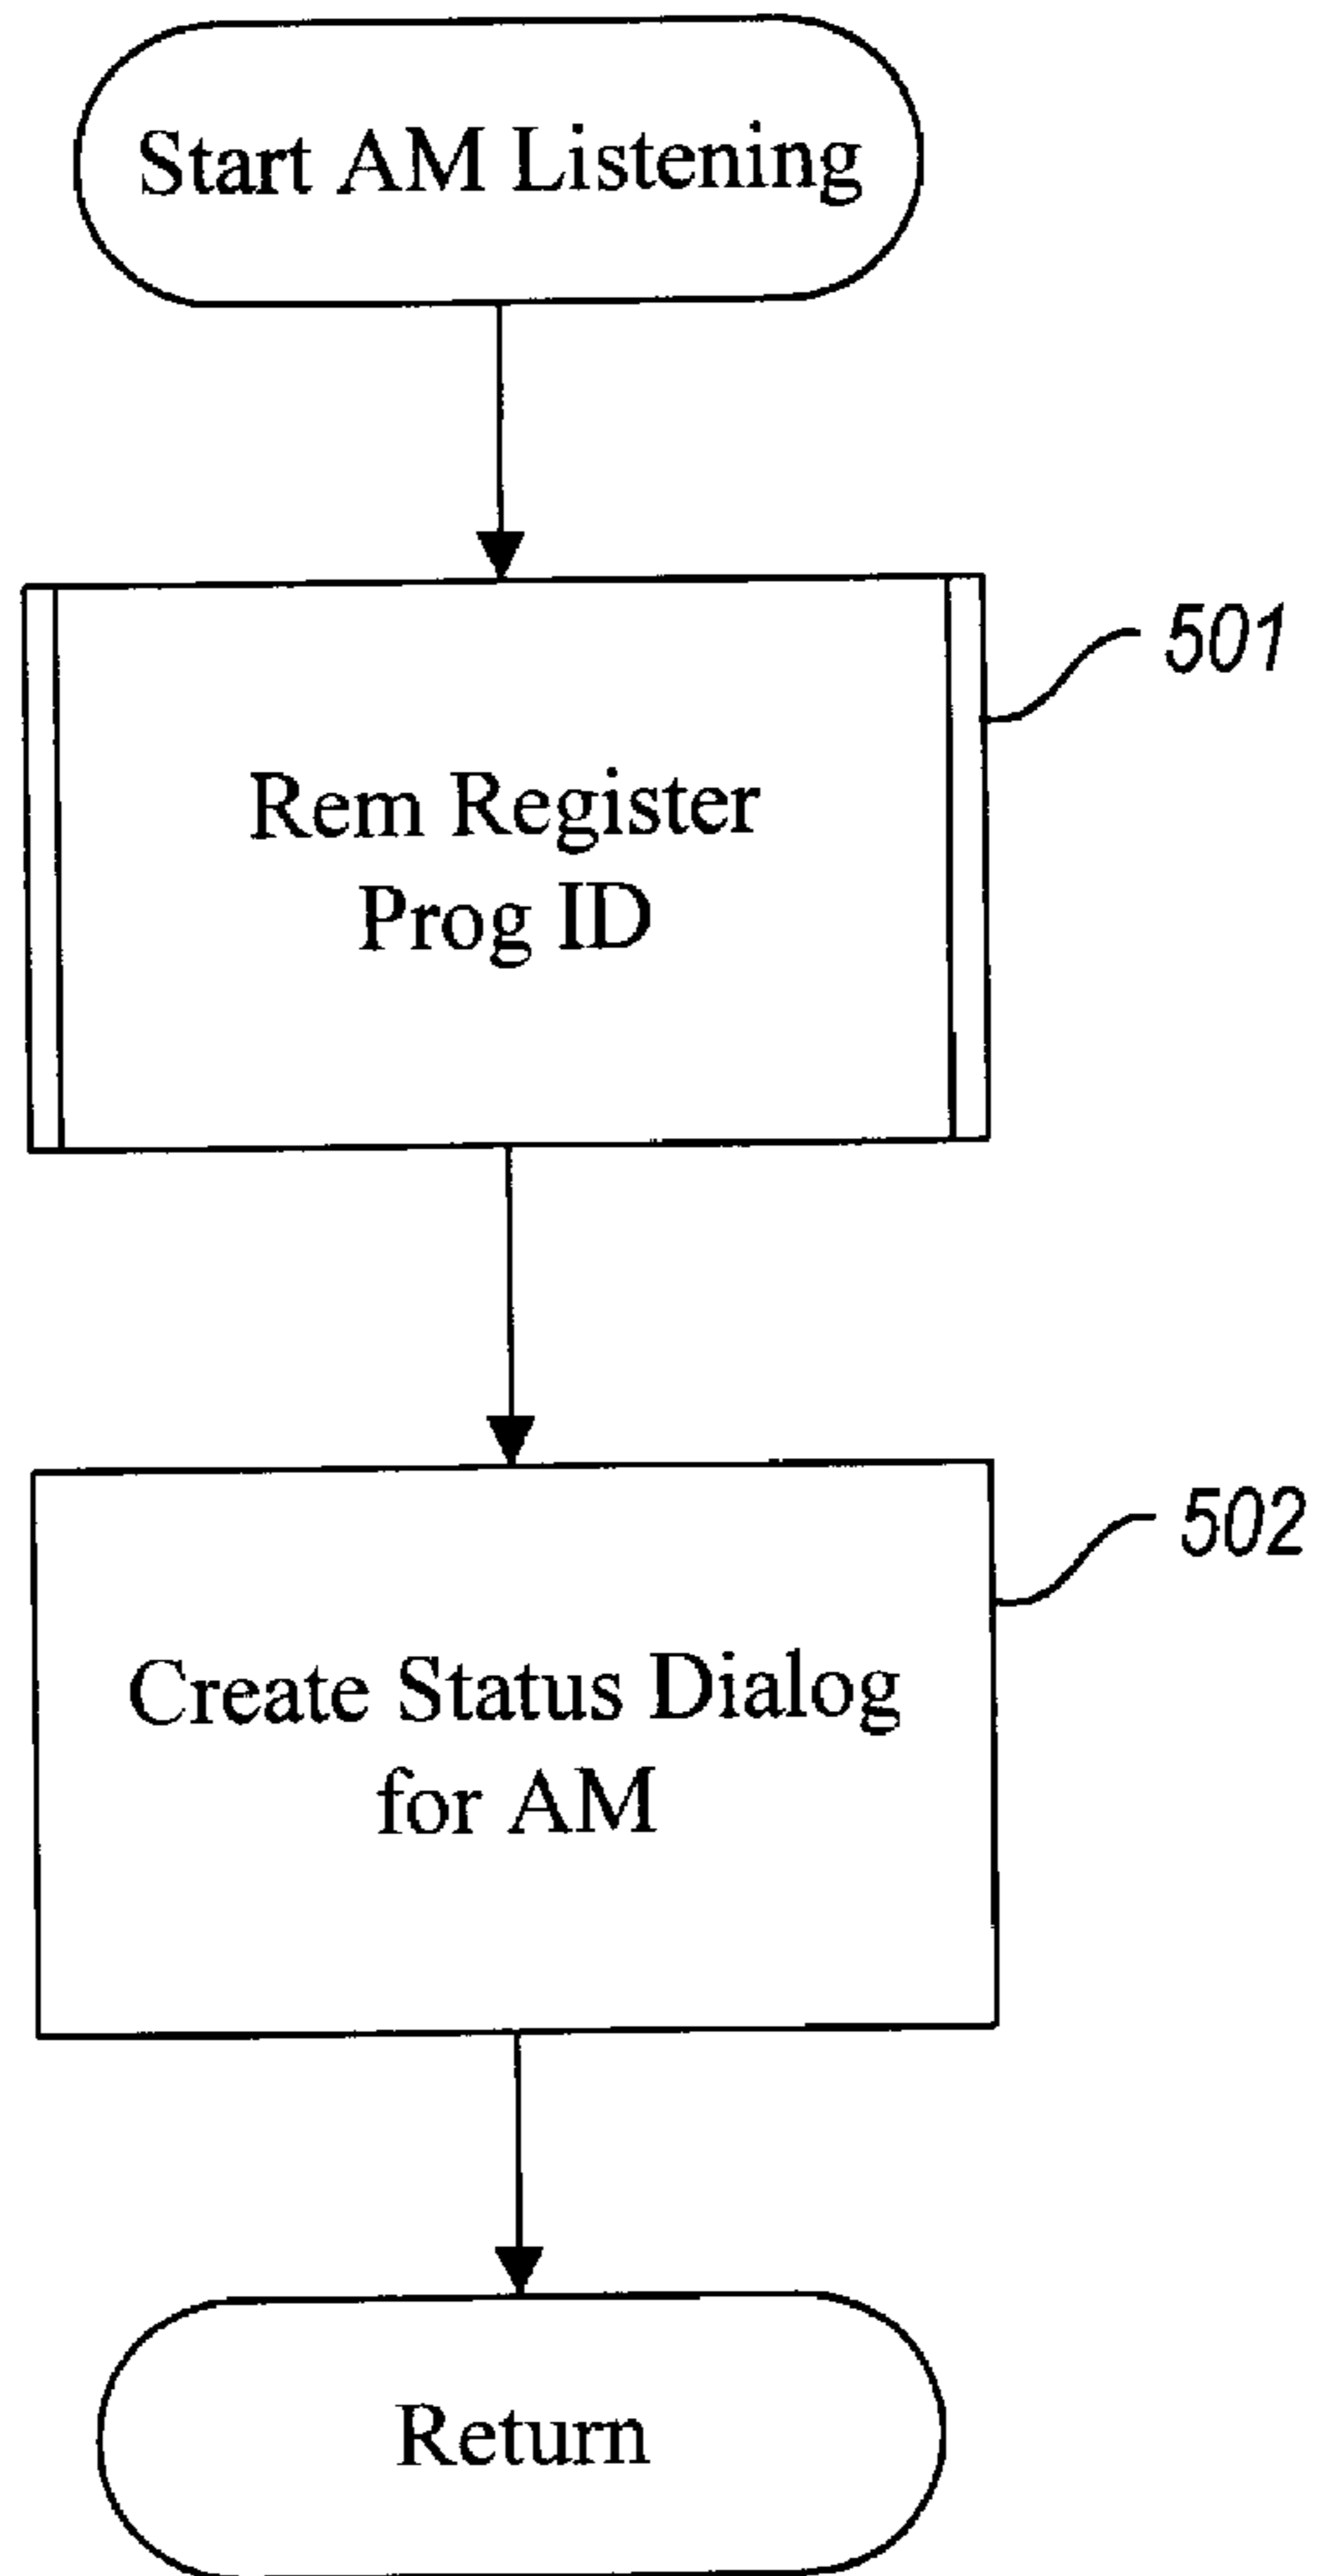 Start AM Listening
501
Rem Register
Prog ID
502
Create Status Dialog
for AM
Return